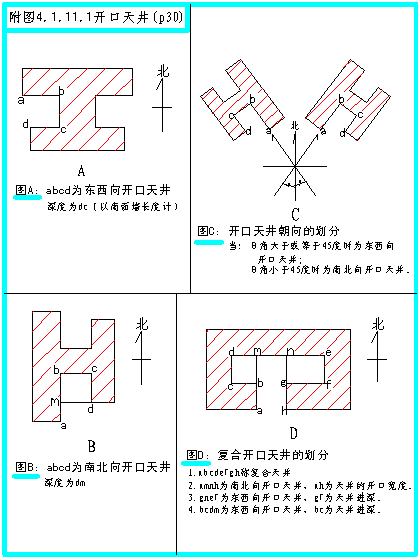 附图4.1.11.1开口天井(p30)
北
a
b
d
c
A
图A: abcd为东西向开口天井
深度为dc (以南面墙长度计)
北
b
c
d
a
b
c
d
a
θ
θ
C
图C: 开口天井朝向的划分
当: θ角大于或等于45度时为东西向
开口天井;
θ角小于45度时为南北向开口天井.
北
b
c
M
d
a
B
图B: abcd为南北向开口天井
深度为dm
北
d
m
n
e
c
b
g
f
a
h
D
图D: 复合开口天井的划分
1.abcdefgh称复合天井
2.amnh为南北向开口天井, ah为天井的开口宽度.
3.gnef为东西向开口天井, gf为天井进深.
4.bcdm为东西向开口天井, bc为天井进深.